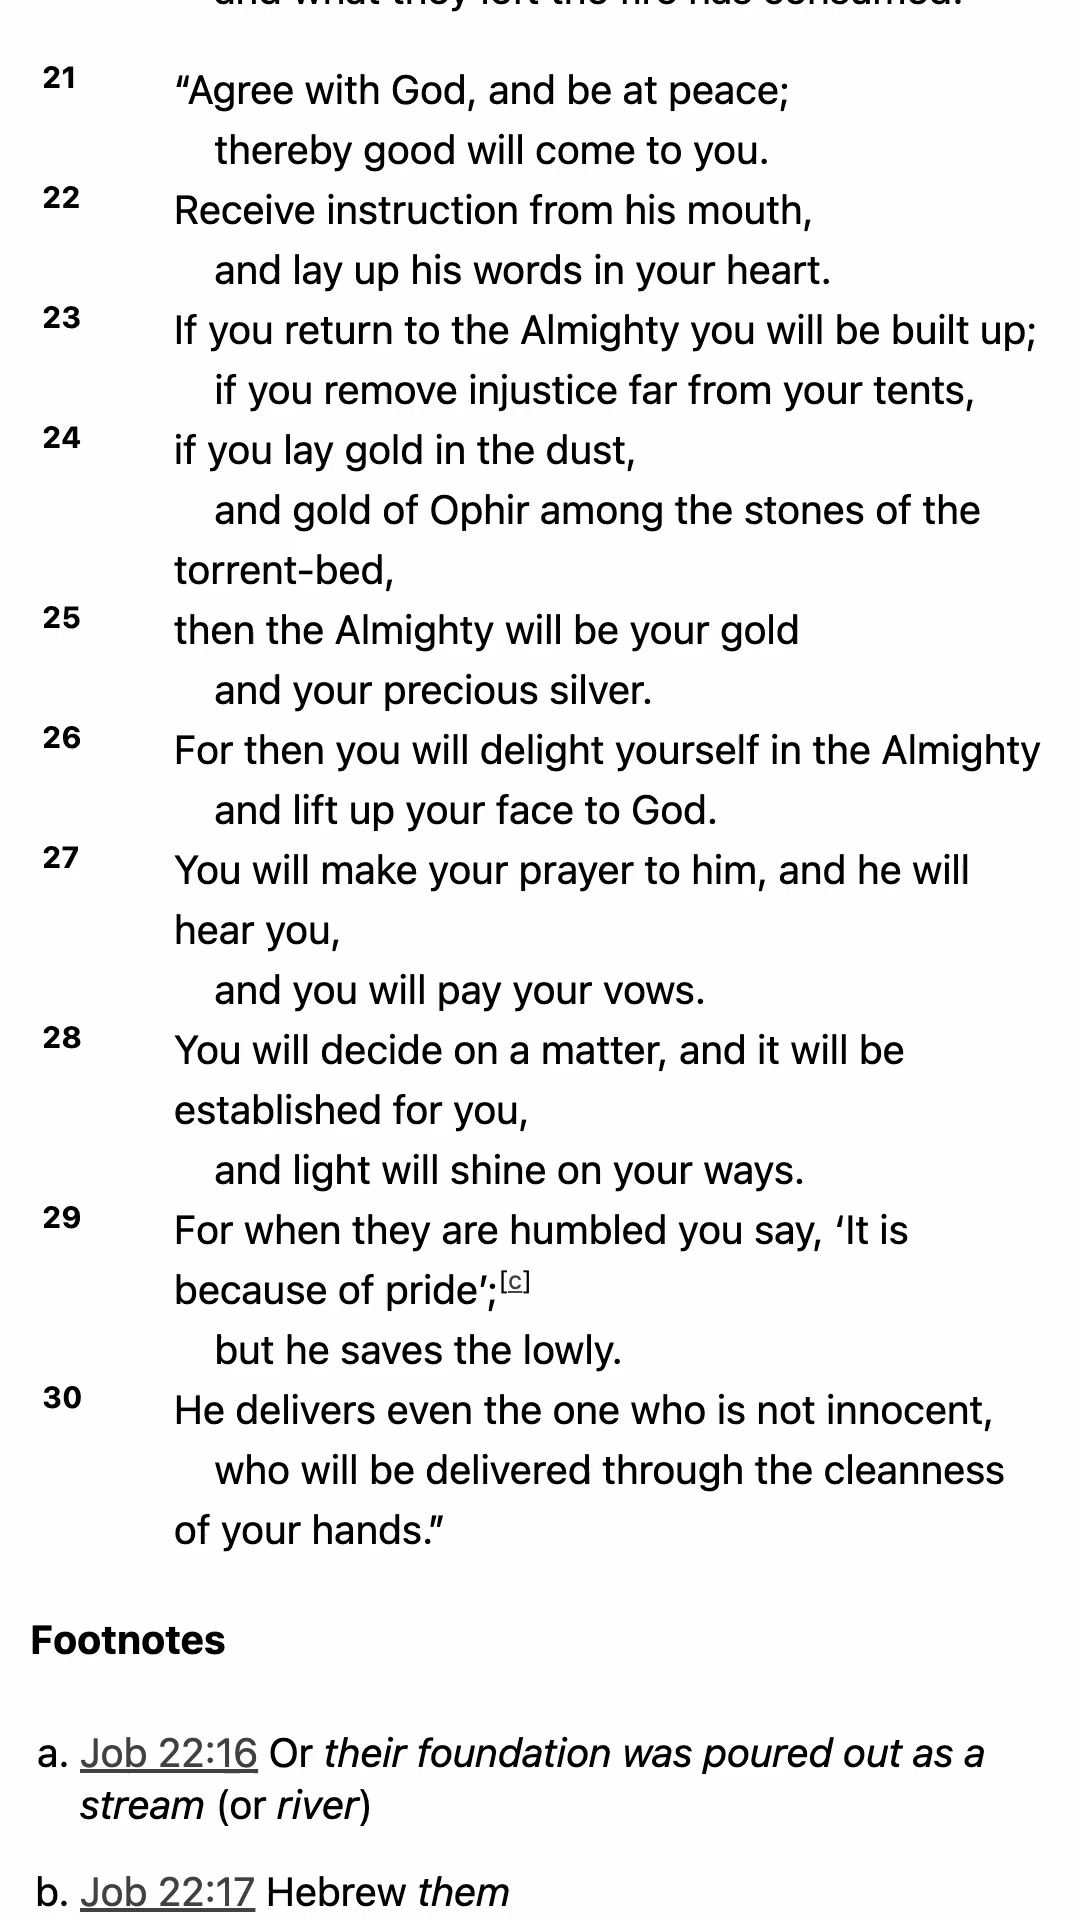 and what they left the fire has consumed.’
21 “Agree with God, and be at peace;
thereby good will come to you.
22 Receive instruction from his mouth,
and lay up his words in your heart.
23 If you return to the Almighty you will be built up;
if you remove injustice far from your tents,
24 if you lay gold in the dust,
and gold of Ophir among the stones of the
torrent-bed,
25 then the Almighty will be your gold
and your precious silver.
26 For then you will delight yourself in the Almighty
and lift up your face to God.
27 You will make your prayer to him, and he will
hear you,
and you will pay your vows.
28 You will decide on a matter, and it will be
established for you,
and light will shine on your ways.
29 For when they are humbled you say, ‘It is
because of pride’;[c]
but he saves the lowly.
30 He delivers even the one who is not innocent,
who will be delivered through the cleanness
of your hands.”
Footnotes
a. Job 22:16 Or their foundation was poured out as a
stream (or river)
b. Job 22:17 Hebrew them